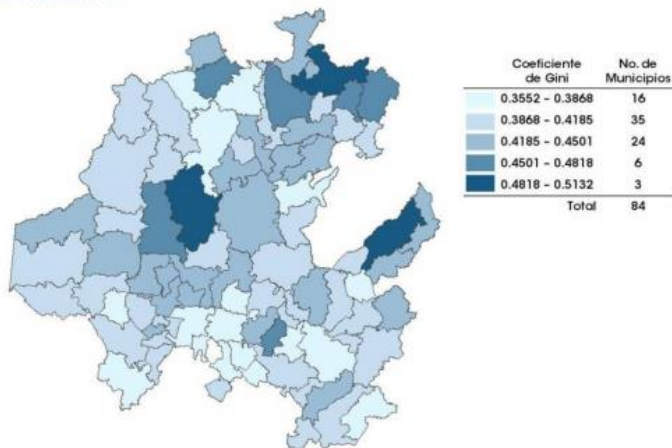 Coeficiente de Gini No. de Municipios
0.3552 - 0.3868 16
0.3868 - 0.4185 35
0.4185 - 0.4501 24
0.4501 - 0.4818 6
0.4818 - 0.5132 3
Total 84